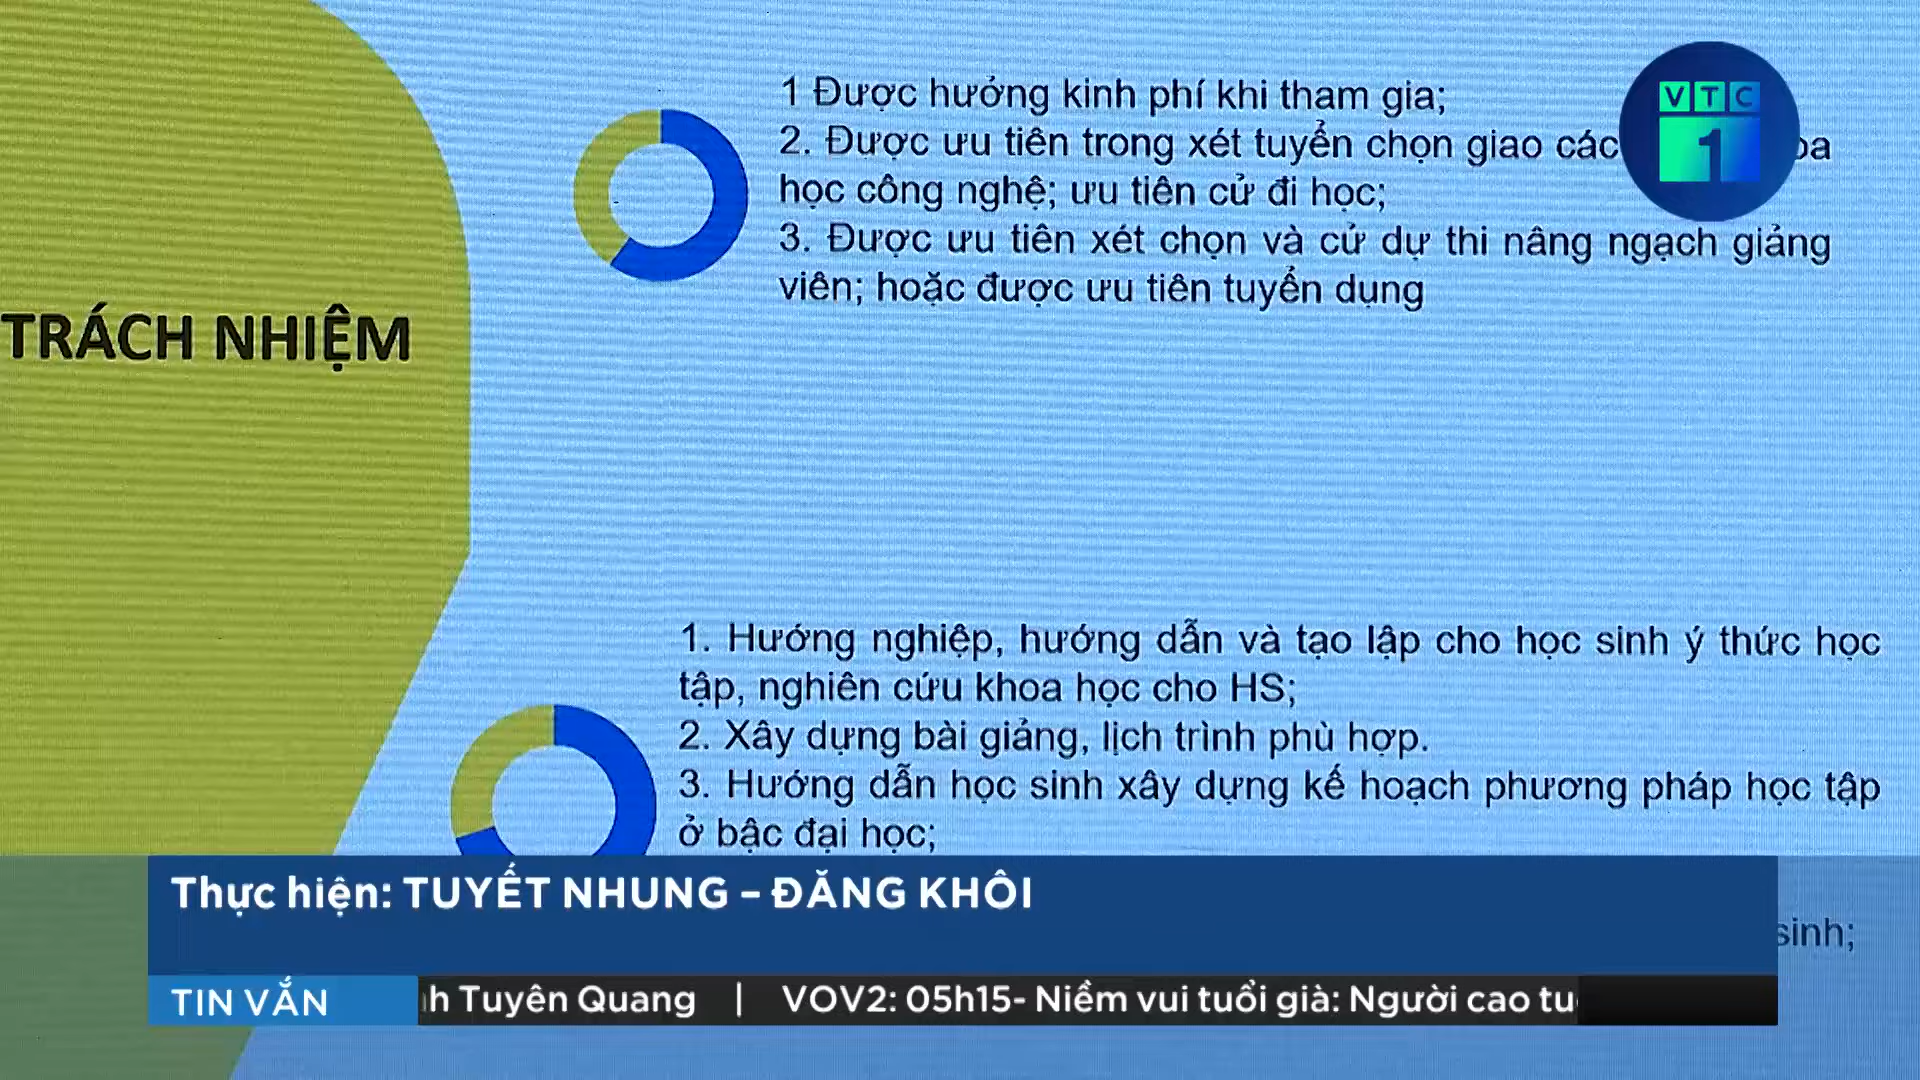 VTC
1
1 Được hưởng kinh phí khi tham gia;
2. Được ưu tiên trong xét tuyển chọn giao các
học công nghệ; ưu tiên cử đi học;
3. Được ưu tiên xét chọn và cử dự thi nâng ngạch giảng
viên; hoặc được ưu tiên tuyển dụng
TRÁCH NHIỆM
1. Hướng nghiệp, hướng dẫn và tạo lập cho học sinh ý thức học
tập, nghiên cứu khoa học cho HS;
2. Xây dựng bài giảng, lịch trình phù hợp.
3. Hướng dẫn học sinh xây dựng kế hoạch phương pháp học tập
ở bậc đại học;
sinh;
Thực hiện: TUYẾT NHUNG – ĐĂNG KHÔI
TIN VẮN
Tuyên Quang | VOV2: 05h15- Niềm vui tuổi già: Người cao